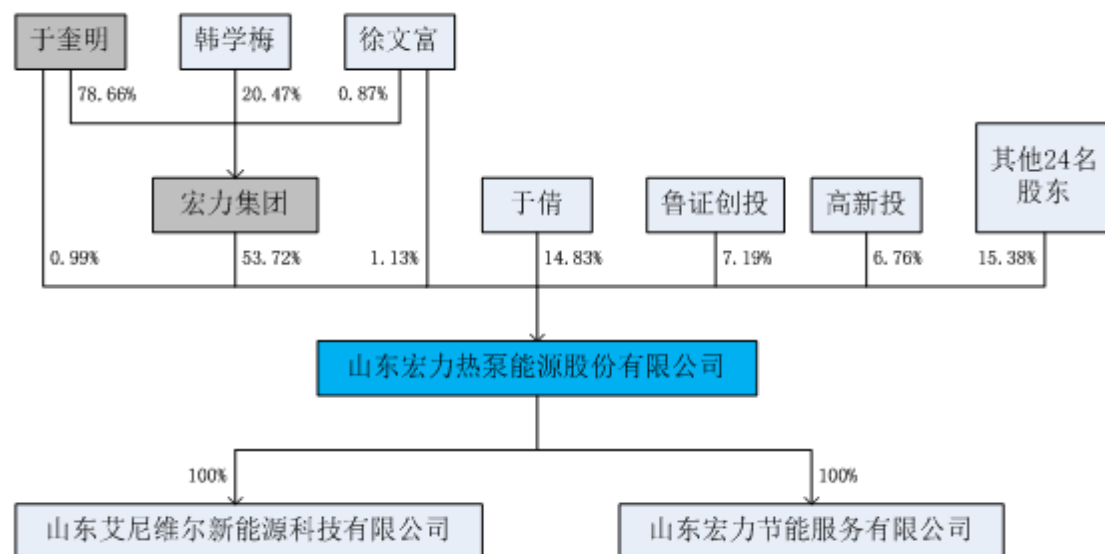 于奎明
韩学梅
徐文富
78.66%
20.47%
0.87%
宏力集团
于倩
鲁证创投
高新投
其他24名
股东
0.99%
53.72%
1.13%
14.83%
7.19%
6.76%
15.38%
山东宏力热泵能源股份有限公司
100%
100%
山东艾尼维尔新能源科技有限公司
山东宏力节能服务有限公司